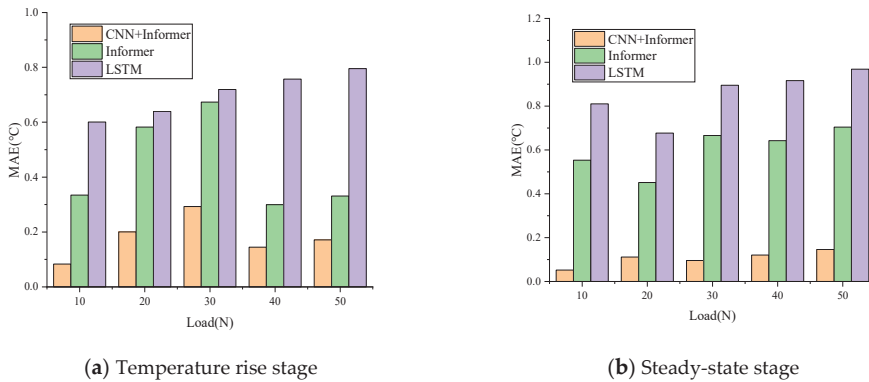 1.0
0.8
0.6
0.4
0.2
0.0
MAE(℃)
CNN+Informer
Informer
LSTM
10 20 30 40 50
Load(N)
(a) Temperature rise stage
1.2
1.0
0.8
0.6
0.4
0.2
0.0
MAE(℃)
CNN+Informer
Informer
LSTM
10 20 30 40 50
Load(N)
(b) Steady-state stage